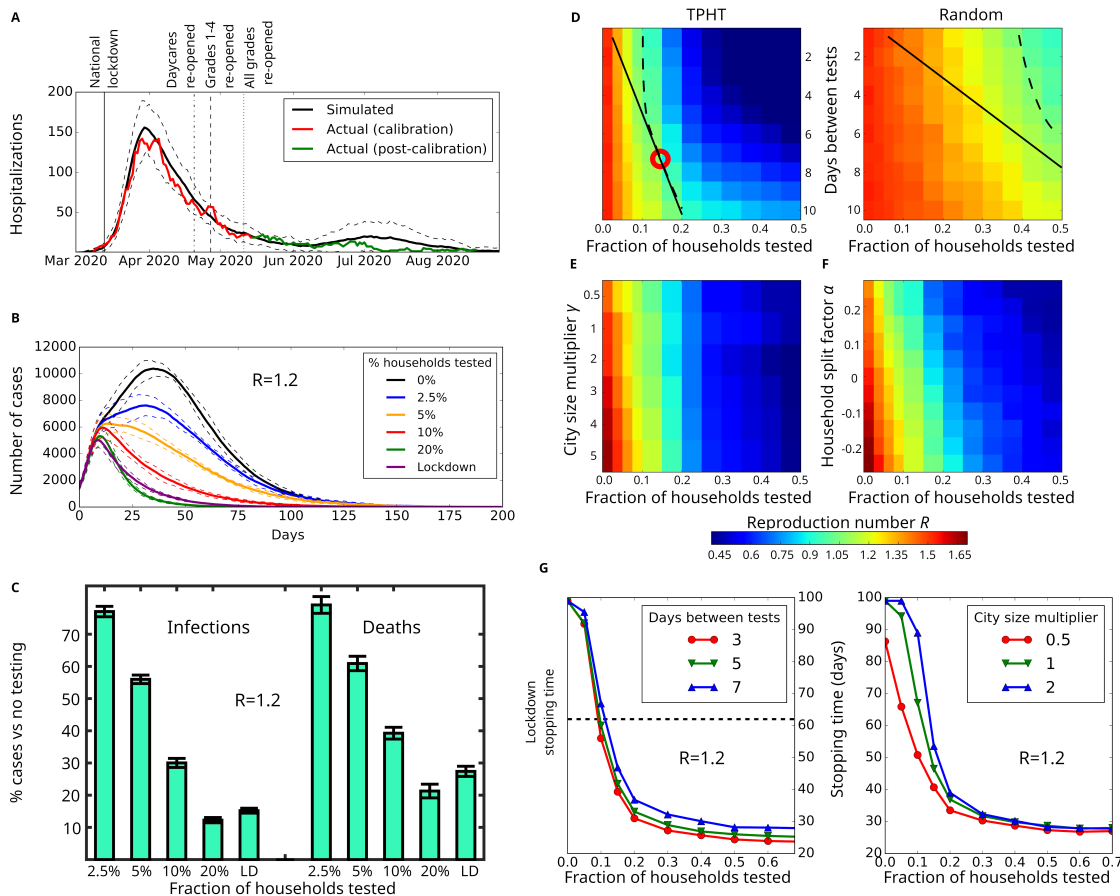 A
National
lockdown
Daycares
re-opened
Grades 1-4
re-opened
All grades
re-opened
Hospitalizations
200
150
100
50
Simulated
Actual (calibration)
Actual (post-calibration)
Mar 2020 Apr 2020 May 2020 Jun 2020 Jul 2020 Aug 2020
B
Number of cases
12000
10000
8000
6000
4000
2000
0
R=1.2
% households tested
0%
2.5%
5%
10%
20%
Lockdown
0 25 50 75 100 125 150 175 200
Days
C
% cases vs no testing
70
60
50
40
30
20
10
Infections
Deaths
R=1.2
2.5% 5% 10% 20% LD 2.5% 5% 10% 20% LD
Fraction of households tested
D
TPHT
Random
Days between tests
2
4
6
8
10
2
4
6
8
10
0.0 0.1 0.2 0.3 0.4 0.5
0.0 0.1 0.2 0.3 0.4 0.5
Fraction of households tested
Fraction of households tested
E
City size multiplier γ
0.5
1
2
3
4
5
0.0 0.1 0.2 0.3 0.4 0.5
Fraction of households tested
F
Household split factor α
0.2
0.1
0
-0.1
-0.2
0.0 0.1 0.2 0.3 0.4 0.5
Fraction of households tested
Reproduction number R
0.45 0.6 0.75 0.9 1.05 1.2 1.35 1.5 1.65
G
Lockdown
stopping time
Days between tests
3
5
7
R=1.2
100
90
80
70
60
50
40
30
20
0.0 0.1 0.2 0.3 0.4 0.5 0.6
Fraction of households tested
Stopping time (days)
100
90
80
70
60
50
40
30
20
City size multiplier
0.5
1
2
R=1.2
0.0 0.1 0.2 0.3 0.4 0.5 0.6 0.7
Fraction of households tested